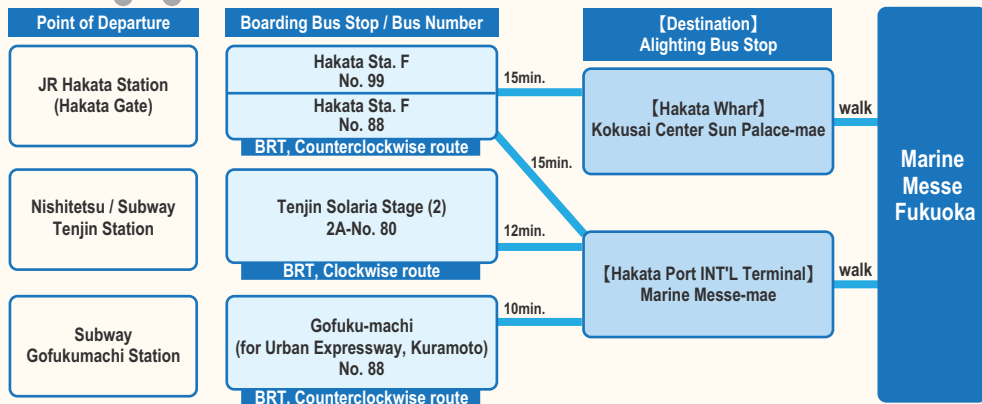 Point of Departure
Boarding Bus Stop / Bus Number
【Destination】
Alighting Bus Stop
JR Hakata Station
(Hakata Gate)
Hakata Sta. F
No. 99
Hakata Sta. F
No. 88
BRT, Counterclockwise route
15min.
15min.
【Hakata Wharf】
Kokusai Center Sun Palace-mae
walk
Nishitetsu / Subway
Tenjin Station
Tenjin Solaria Stage (2)
2A-No. 80
BRT, Clockwise route
12min.
Subway
Gofukumachi Station
Gofuku-machi
(for Urban Expressway, Kuramoto)
No. 88
BRT, Counterclockwise route
10min.
【Hakata Port INT'L Terminal】
Marine Messe-mae
walk
Marine
Messe
Fukuoka